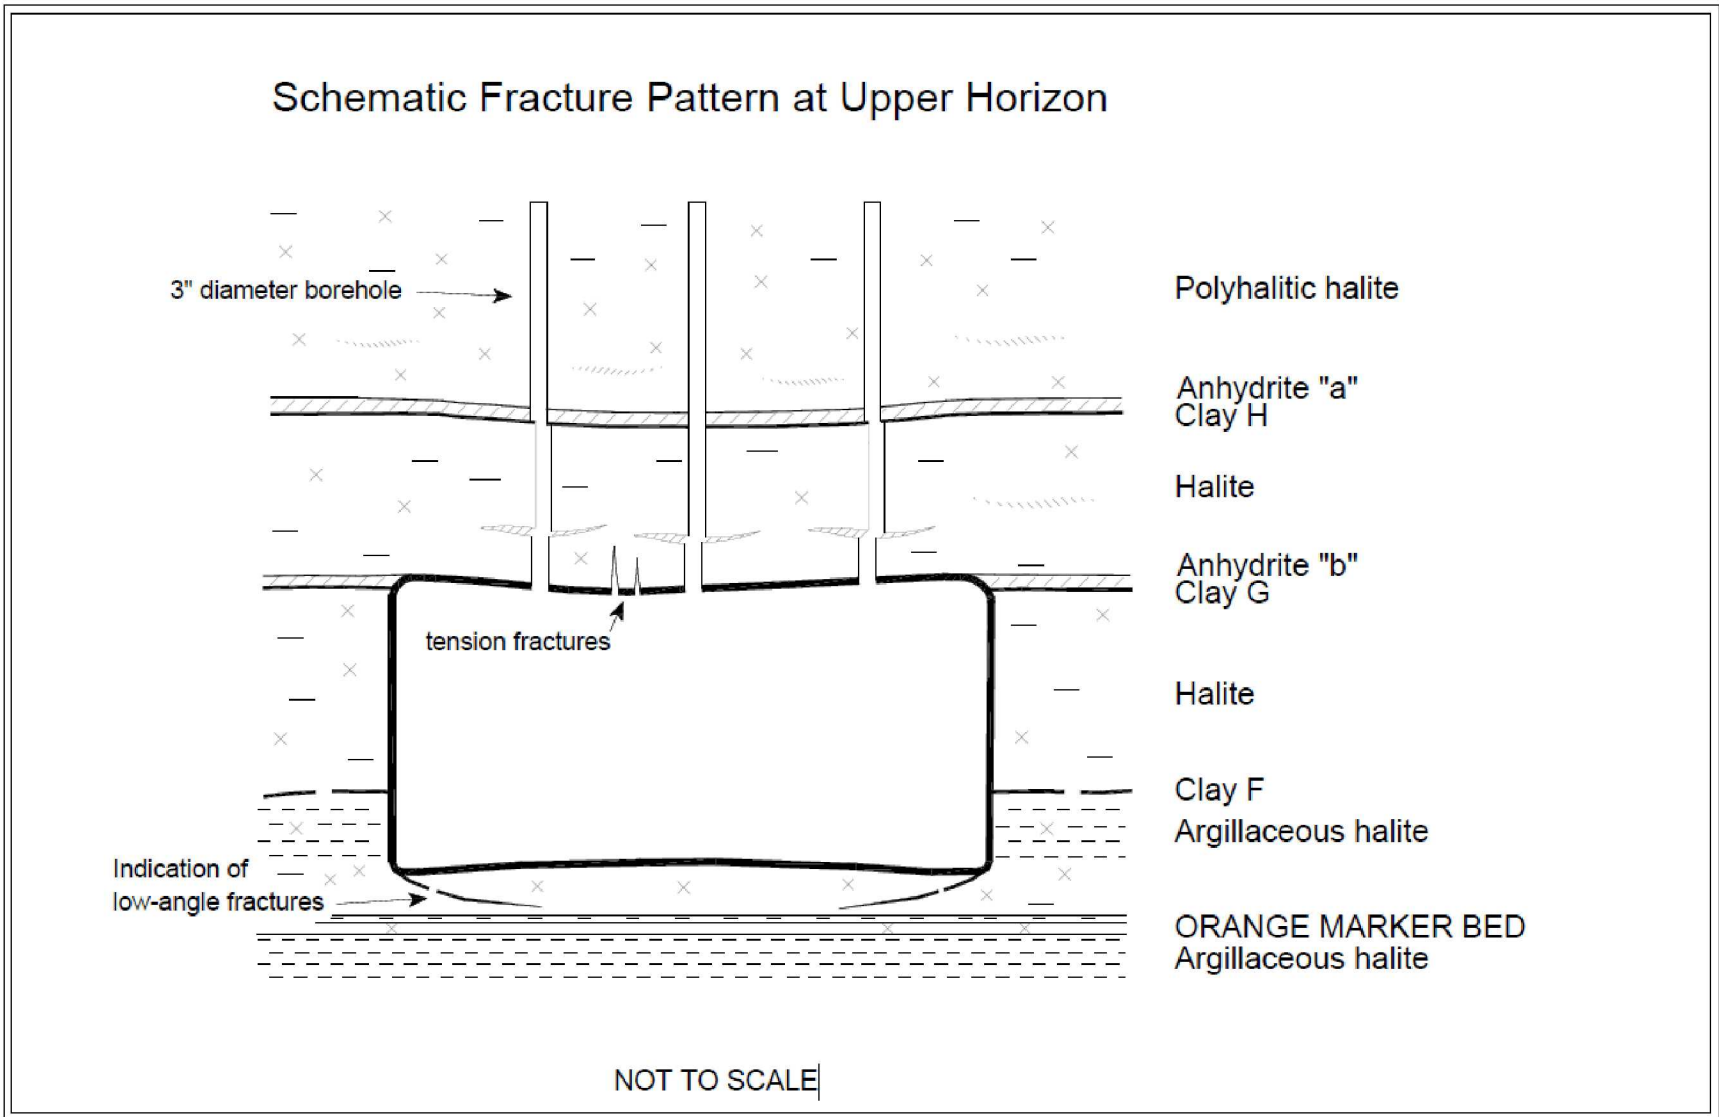 Schematic Fracture Pattern at Upper Horizon
3" diameter borehole
Polyhalitic halite
Anhydrite "a"
Clay H
Halite
Anhydrite "b"
Clay G
tension fractures
Halite
Clay F
Argillaceous halite
Indication of
low-angle fractures
ORANGE MARKER BED
Argillaceous halite
NOT TO SCALE